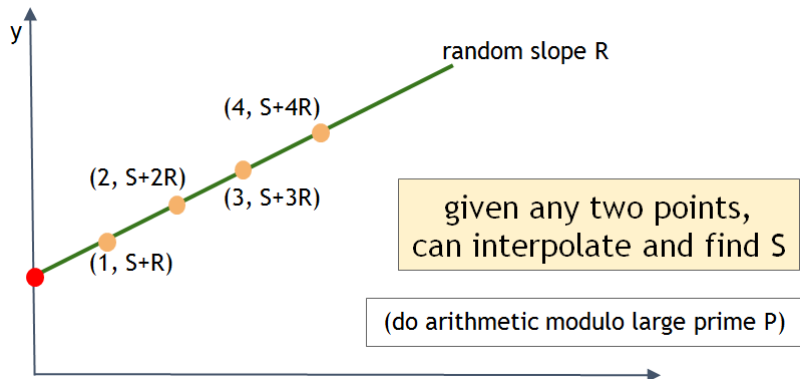 y
random slope R
(4, S+4R)
(2, S+2R)
(3, S+3R)
(1, S+R)
given any two points,
can interpolate and find S
(do arithmetic modulo large prime P)